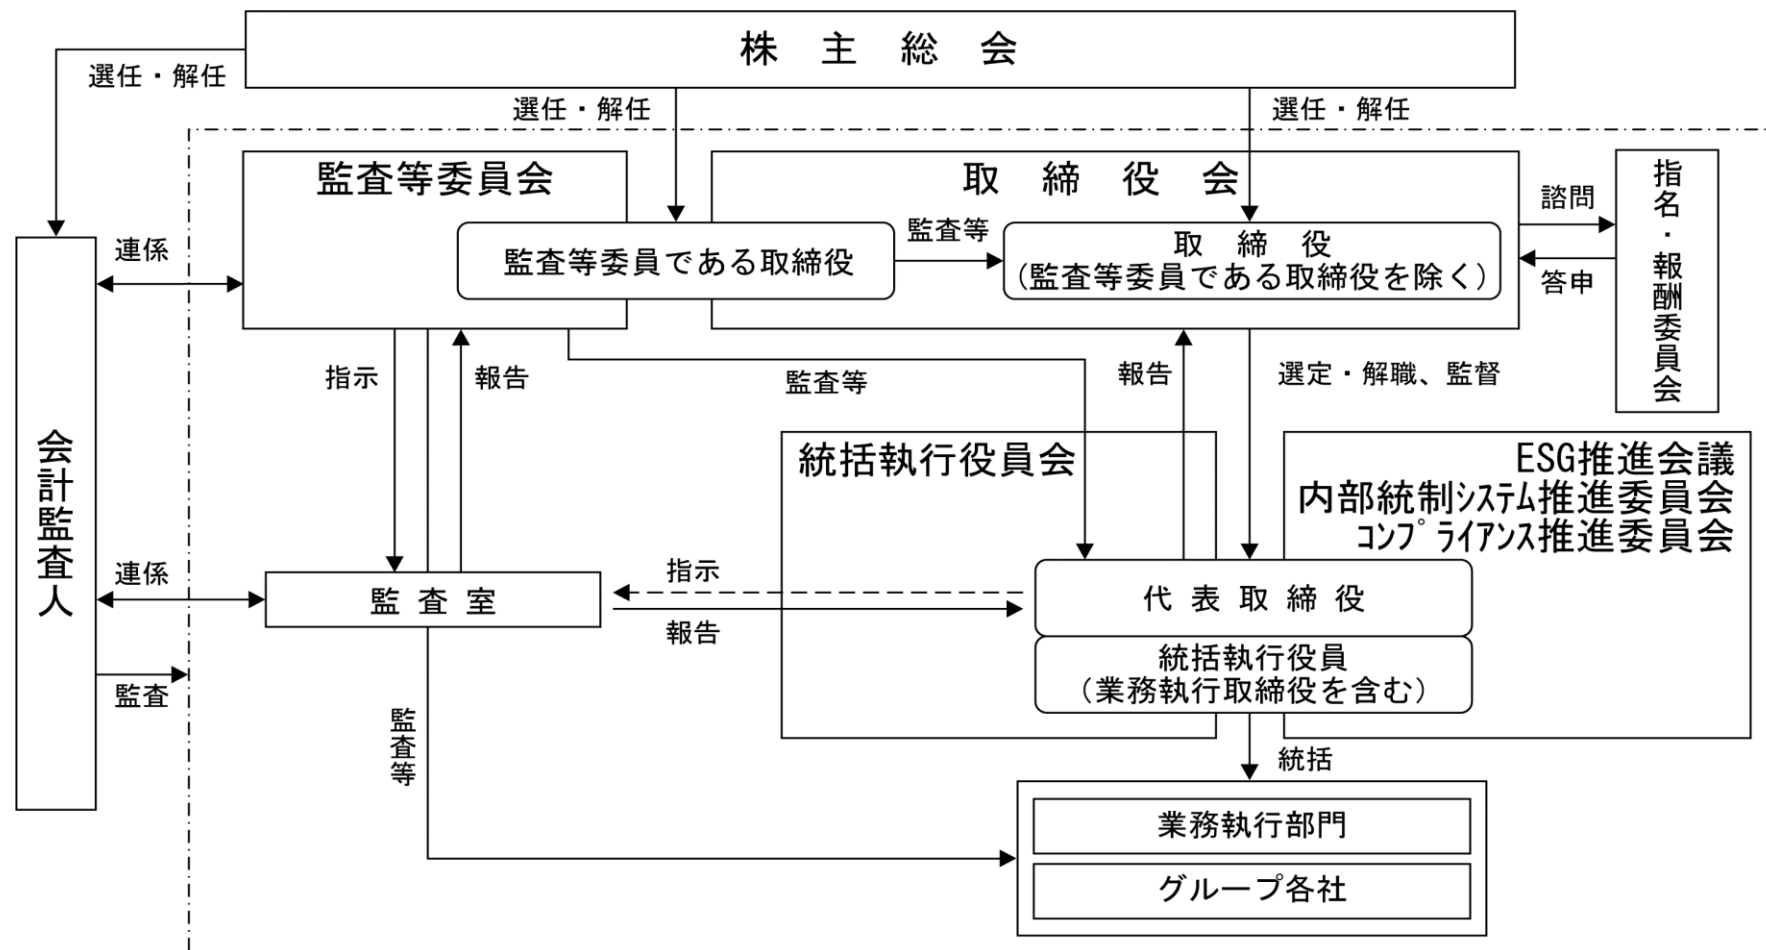 株　主　総　会
選任・解任
選任・解任
選任・解任
監査等委員会
取　締　役　会
指名・報酬委員会
諮問
答申
連係
監査等委員である取締役
監査等
取　締　役
（監査等委員である取締役を除く）
指示
報告
監査等
報告
選定・解職、監督
会計監査人
統括執行役員会
ESG推進会議
内部統制ｼｽﾃﾑ推進委員会
ｺﾝﾌﾟﾗｲｱﾝｽ推進委員会
連係
監　査　室
指示
報告
代　表　取　締　役
統括執行役員
（業務執行取締役を含む）
監査
監査等
統括
業務執行部門
グループ各社